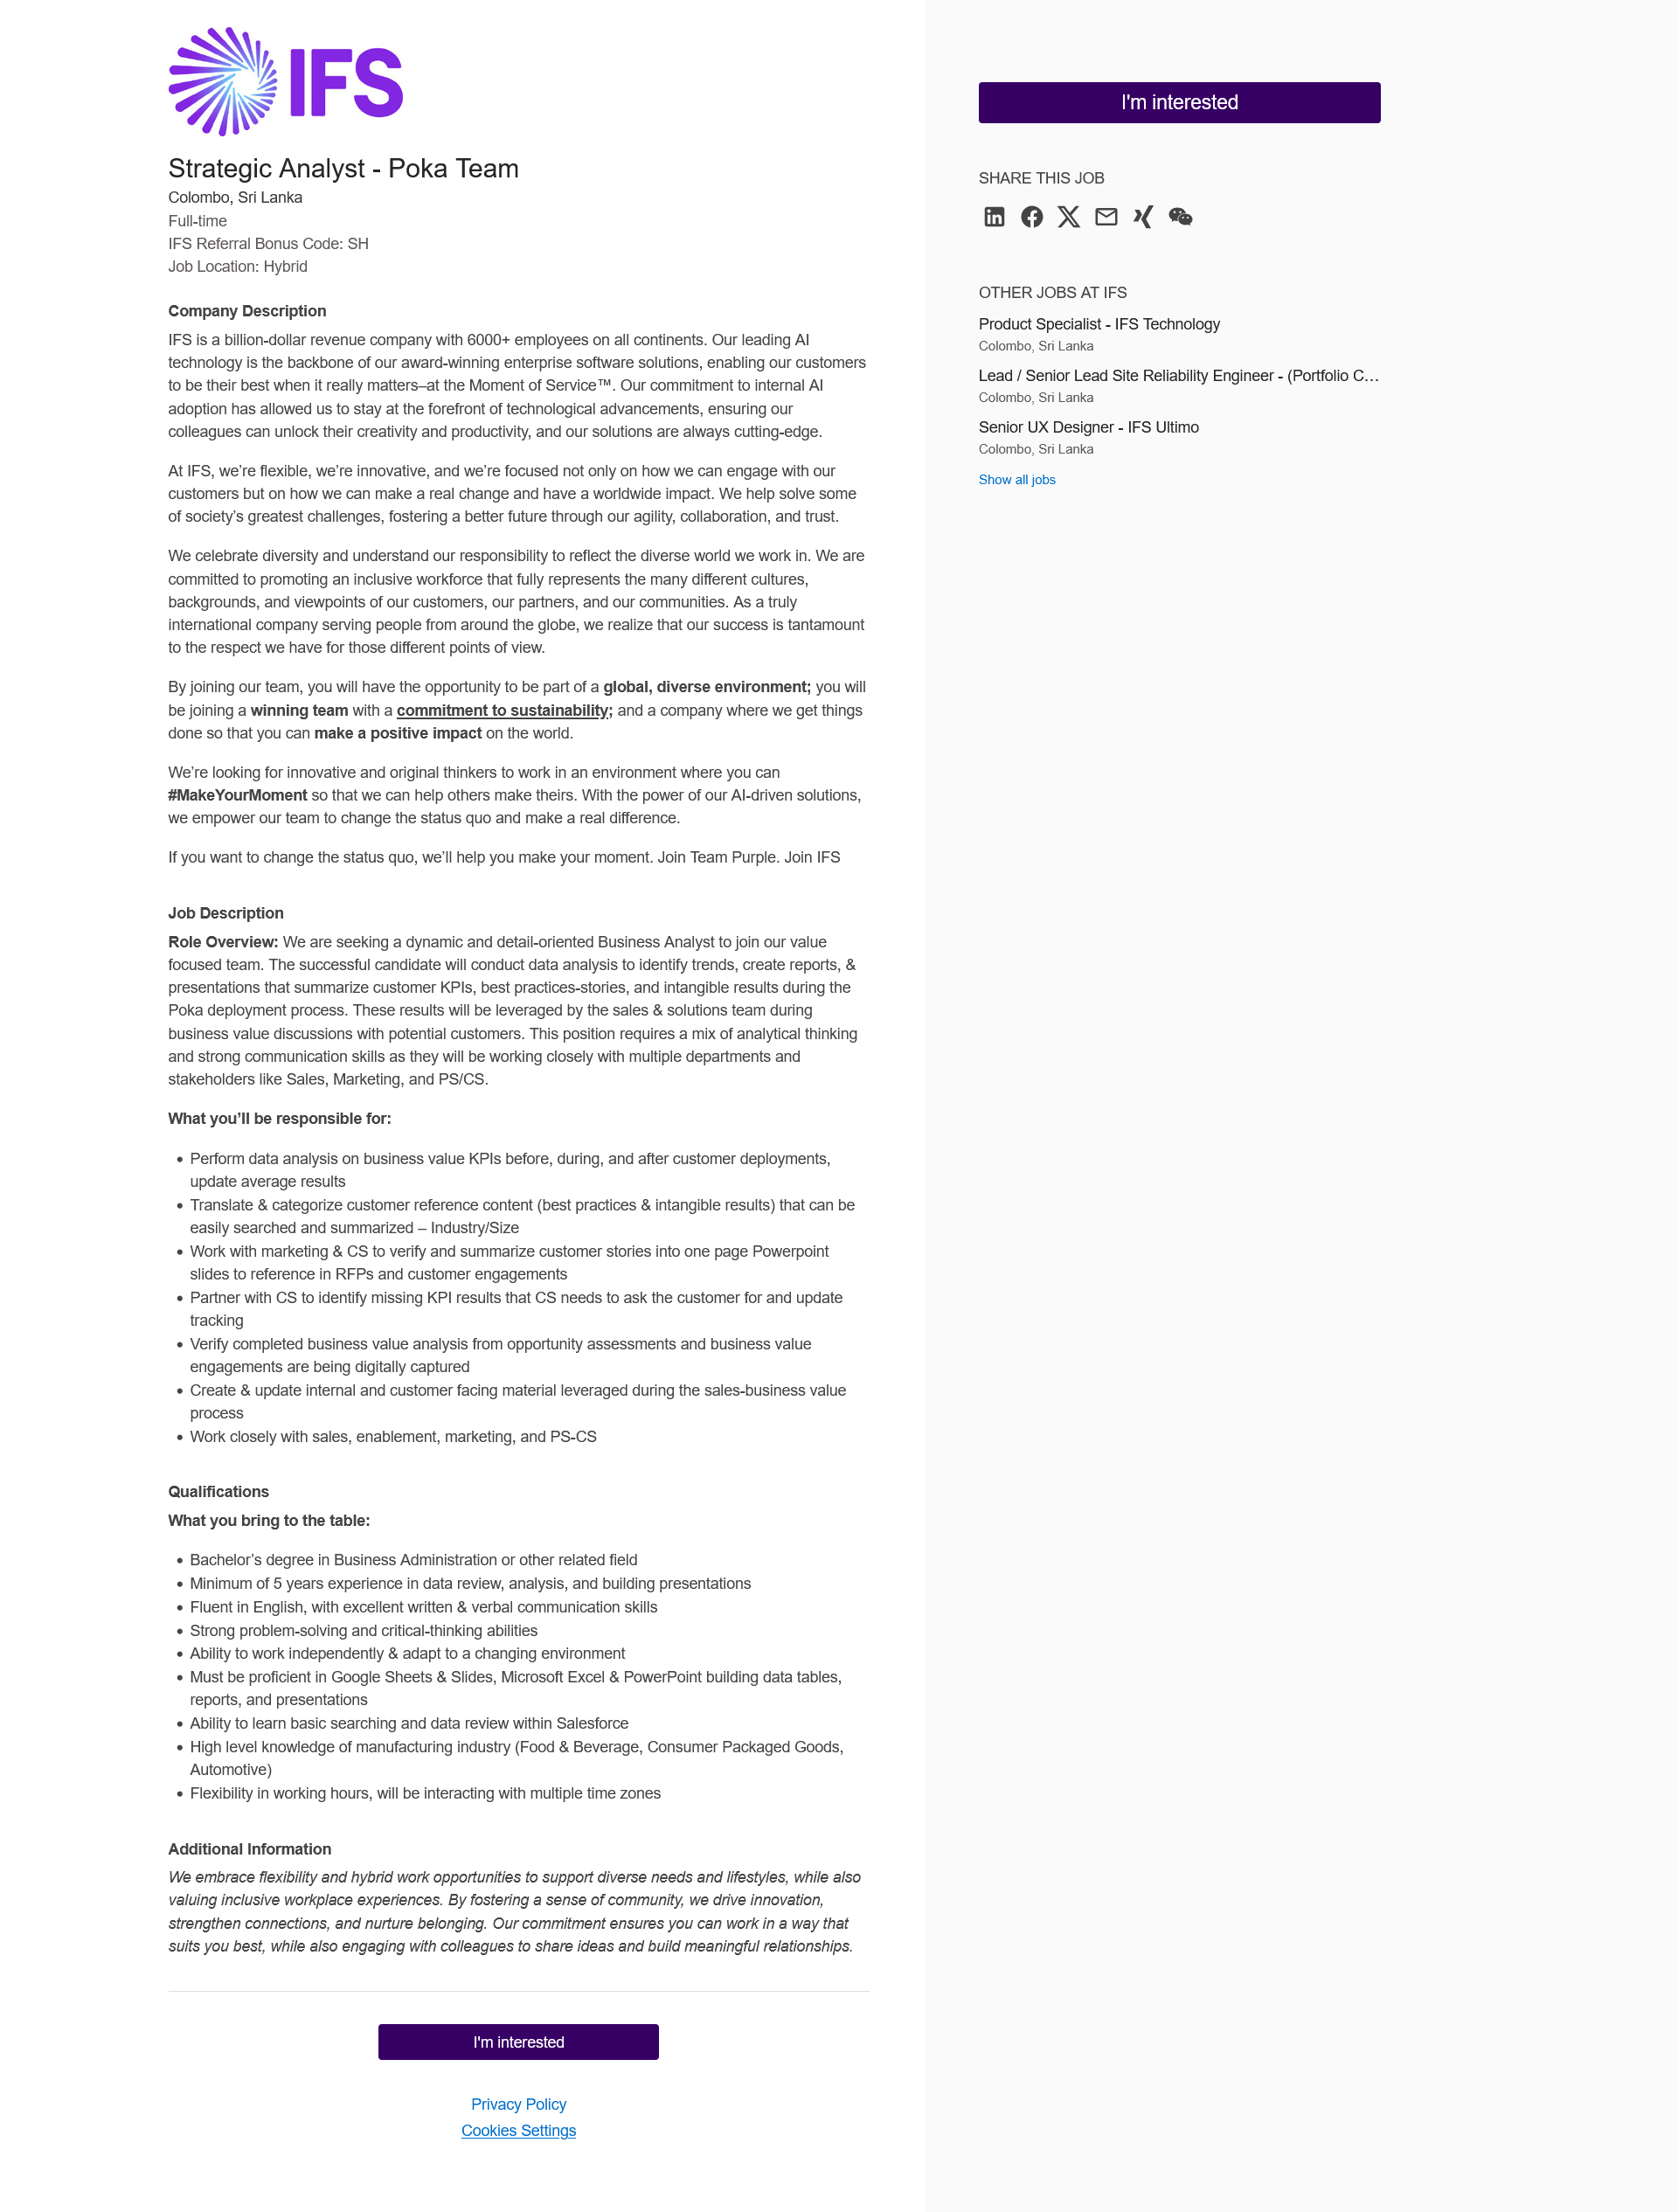 IFS
Strategic Analyst - Poka Team
Colombo, Sri Lanka
Full-time
IFS Referral Bonus Code: SH
Job Location: Hybrid
Company Description
IFS is a billion-dollar revenue company with 6000+ employees on all continents. Our leading AI
technology is the backbone of our award-winning enterprise software solutions, enabling our customers
to be their best when it really matters–at the Moment of Service™. Our commitment to internal AI
adoption has allowed us to stay at the forefront of technological advancements, ensuring our
colleagues can unlock their creativity and productivity, and our solutions are always cutting-edge.
At IFS, we’re flexible, we’re innovative, and we’re focused not only on how we can engage with our
customers but on how we can make a real change and have a worldwide impact. We help solve some
of society’s greatest challenges, fostering a better future through our agility, collaboration, and trust.
We celebrate diversity and understand our responsibility to reflect the diverse world we work in. We are
committed to promoting an inclusive workforce that fully represents the many different cultures,
backgrounds, and viewpoints of our customers, our partners, and our communities. As a truly
international company serving people from around the globe, we realize that our success is tantamount
to the respect we have for those different points of view.
By joining our team, you will have the opportunity to be part of a global, diverse environment; you will
be joining a winning team with a commitment to sustainability; and a company where we get things
done so that you can make a positive impact on the world.
We’re looking for innovative and original thinkers to work in an environment where you can
#MakeYourMoment so that we can help others make theirs. With the power of our AI-driven solutions,
we empower our team to change the status quo and make a real difference.
If you want to change the status quo, we’ll help you make your moment. Join Team Purple. Join IFS
Job Description
Role Overview: We are seeking a dynamic and detail-oriented Business Analyst to join our value
focused team. The successful candidate will conduct data analysis to identify trends, create reports, &
presentations that summarize customer KPIs, best practices-stories, and intangible results during the
Poka deployment process. These results will be leveraged by the sales & solutions team during
business value discussions with potential customers. This position requires a mix of analytical thinking
and strong communication skills as they will be working closely with multiple departments and
stakeholders like Sales, Marketing, and PS/CS.
What you’ll be responsible for:
• Perform data analysis on business value KPIs before, during, and after customer deployments,
update average results
• Translate & categorize customer reference content (best practices & intangible results) that can be
easily searched and summarized – Industry/Size
• Work with marketing & CS to verify and summarize customer stories into one page Powerpoint
slides to reference in RFPs and customer engagements
• Partner with CS to identify missing KPI results that CS needs to ask the customer for and update
tracking
• Verify completed business value analysis from opportunity assessments and business value
engagements are being digitally captured
• Create & update internal and customer facing material leveraged during the sales-business value
process
• Work closely with sales, enablement, marketing, and PS-CS
Qualifications
What you bring to the table:
• Bachelor’s degree in Business Administration or other related field
• Minimum of 5 years experience in data review, analysis, and building presentations
• Fluent in English, with excellent written & verbal communication skills
• Strong problem-solving and critical-thinking abilities
• Ability to work independently & adapt to a changing environment
• Must be proficient in Google Sheets & Slides, Microsoft Excel & PowerPoint building data tables,
reports, and presentations
• Ability to learn basic searching and data review within Salesforce
• High level knowledge of manufacturing industry (Food & Beverage, Consumer Packaged Goods,
Automotive)
• Flexibility in working hours, will be interacting with multiple time zones
Additional Information
We embrace flexibility and hybrid work opportunities to support diverse needs and lifestyles, while also
valuing inclusive workplace experiences. By fostering a sense of community, we drive innovation,
strengthen connections, and nurture belonging. Our commitment ensures you can work in a way that
suits you best, while also engaging with colleagues to share ideas and build meaningful relationships.
I'm interested
Privacy Policy
Cookies Settings
I'm interested
SHARE THIS JOB
OTHER JOBS AT IFS
Product Specialist - IFS Technology
Colombo, Sri Lanka
Lead / Senior Lead Site Reliability Engineer - (Portfolio C…
Colombo, Sri Lanka
Senior UX Designer - IFS Ultimo
Colombo, Sri Lanka
Show all jobs